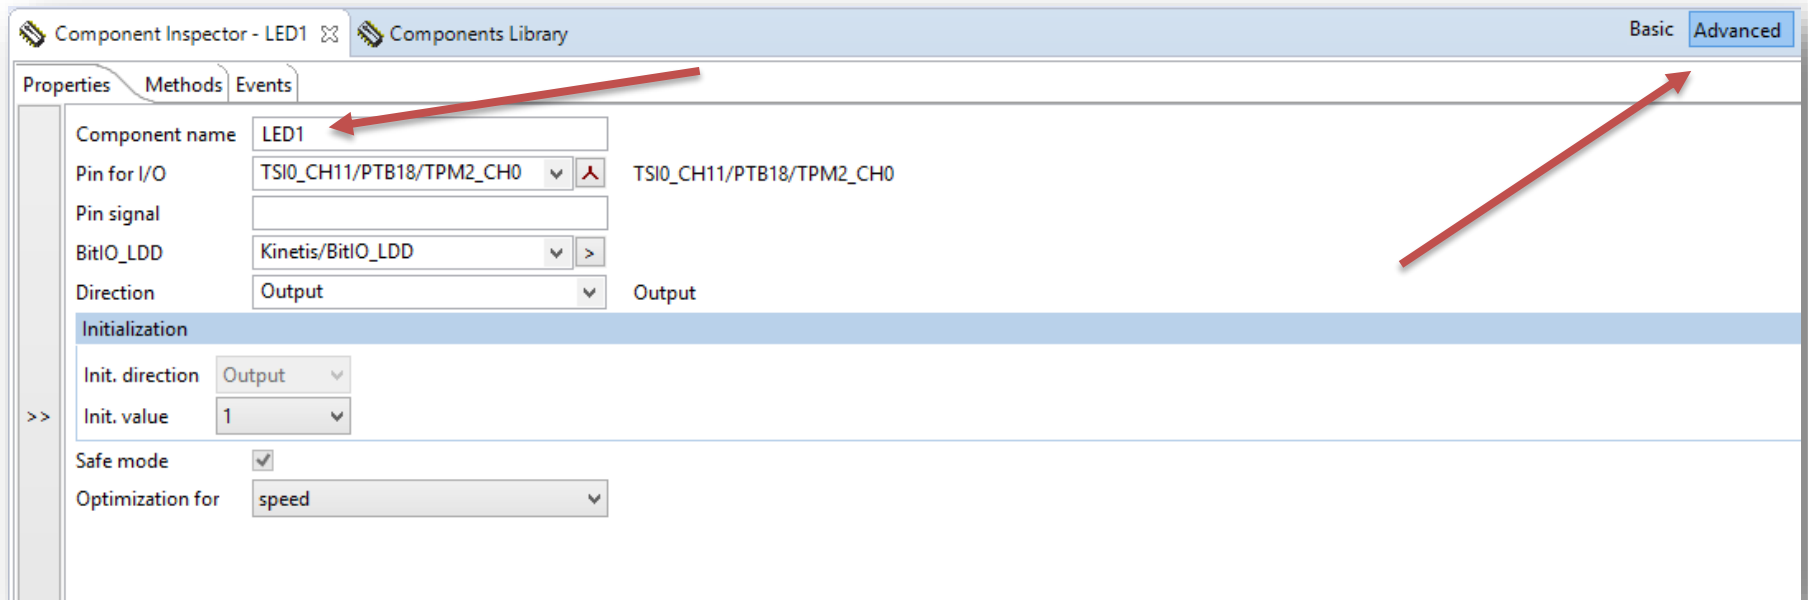 Component Inspector - LED1 Components Library Basic Advanced
Properties Methods Events
Component name LED1
Pin for I/O TSI0_CH11/PTB18/TPM2_CH0 TSI0_CH11/PTB18/TPM2_CH0
Pin signal
BitIO_LDD Kinetis/BitIO_LDD >
Direction Output Output
Initialization
Init. direction Output
>> Init. value 1
Safe mode
Optimization for speed